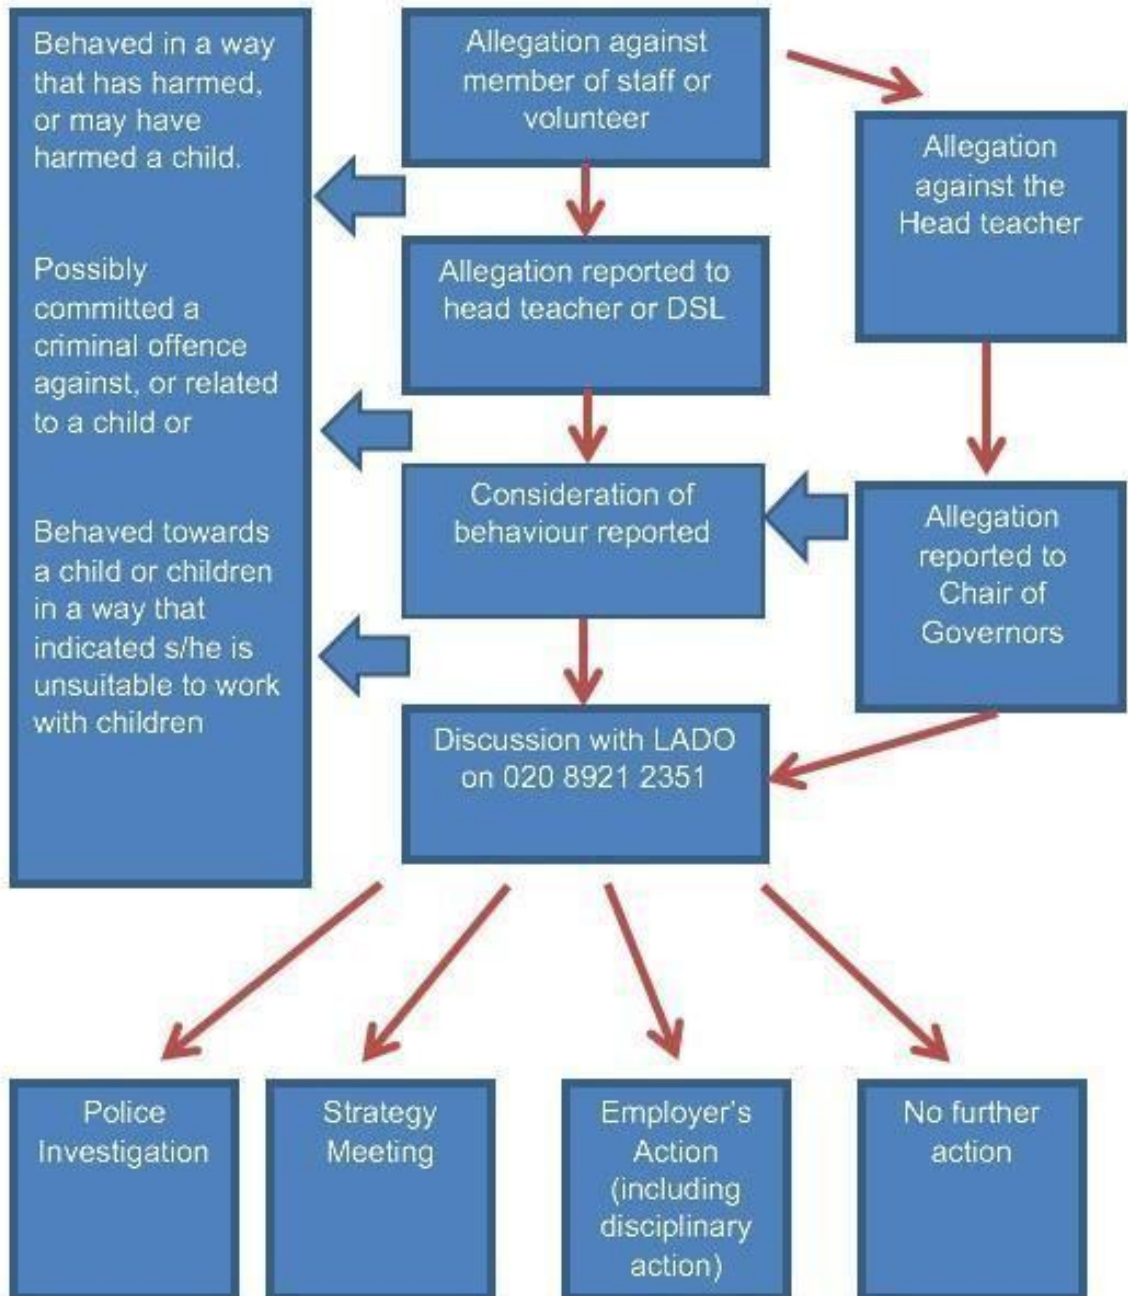 Behaved in a way
that has harmed,
or may have
harmed a child.
Possibly
committed a
criminal offence
against, or related
to a child or
Behaved towards
a child or children
in a way that
indicated s/he is
unsuitable to work
with children
Allegation against
member of staff or
volunteer
Allegation
against the
Head teacher
Allegation reported to
head teacher or DSL
Consideration of
behaviour reported
Allegation
reported to
Chair of
Governors
Discussion with LADO
on 020 8921 2351
Police
Investigation
Strategy
Meeting
Employer's
Action
(including
disciplinary
action)
No further
action